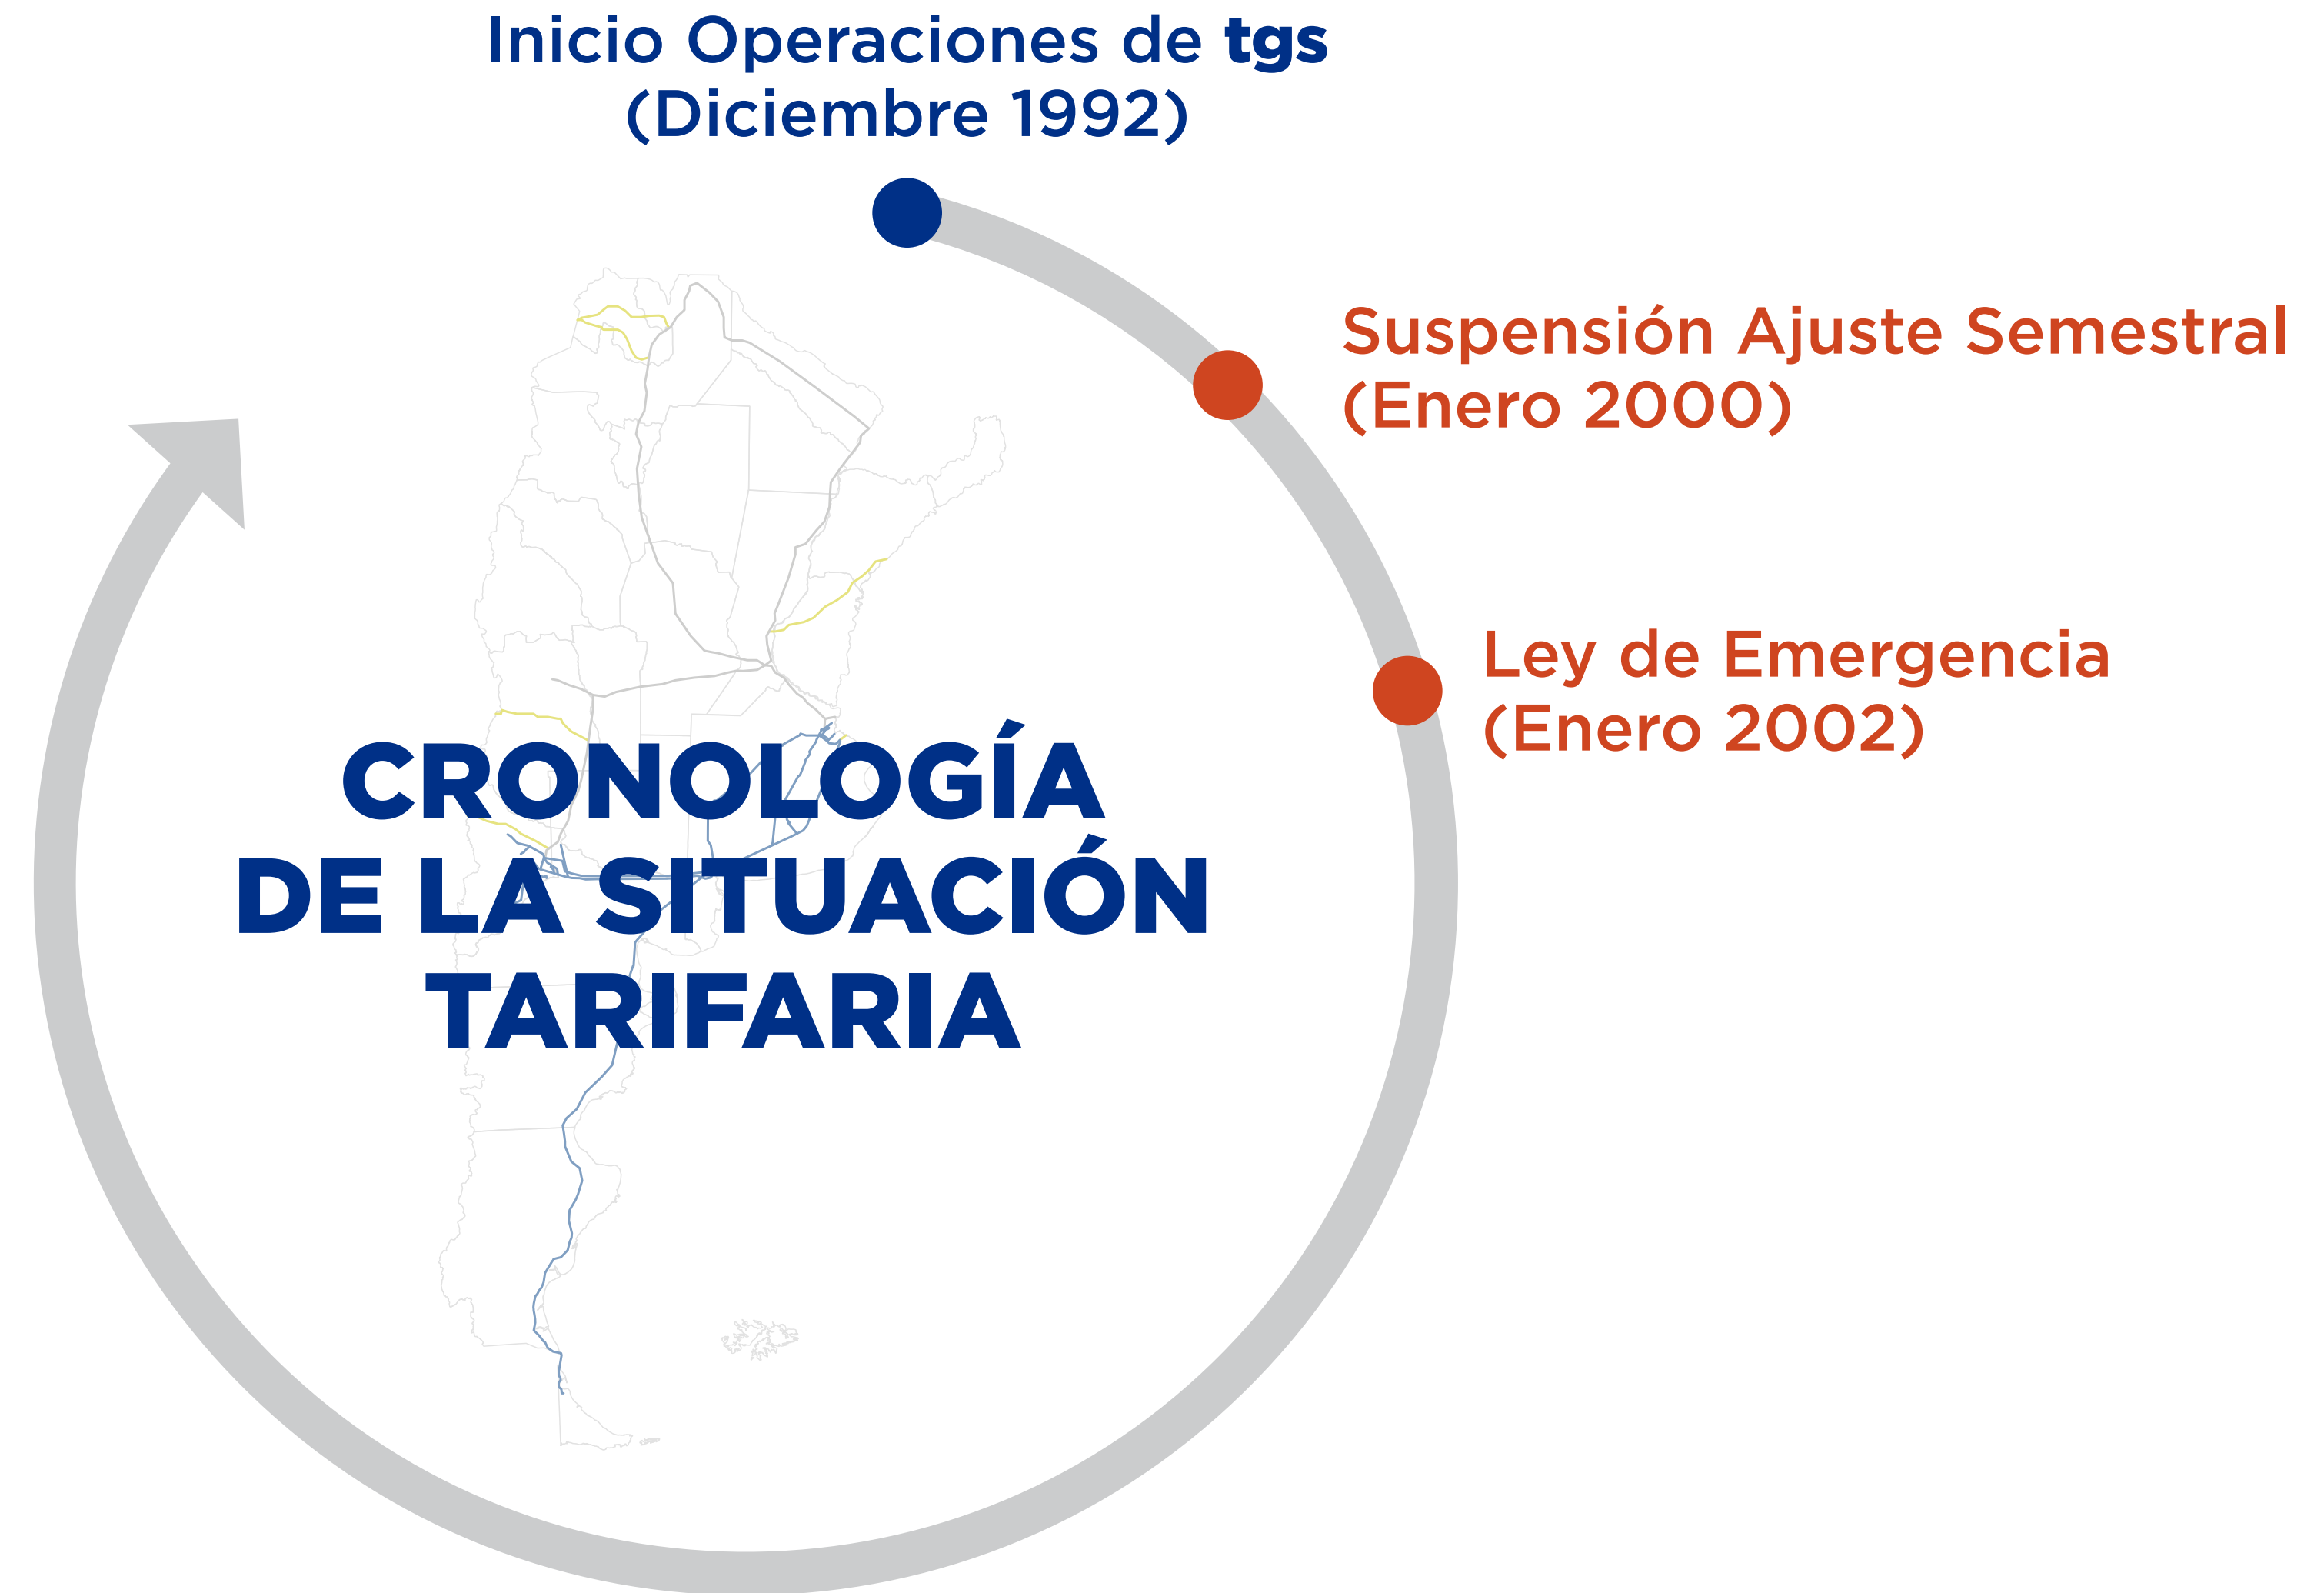 Inicio Operaciones de tgs
(Diciembre 1992)
Suspensión Ajuste Semestral
(Enero 2000)
Ley de Emergencia
(Enero 2002)
CRONOLOGÍA
DE LA SITUACIÓN
TARIFARIA